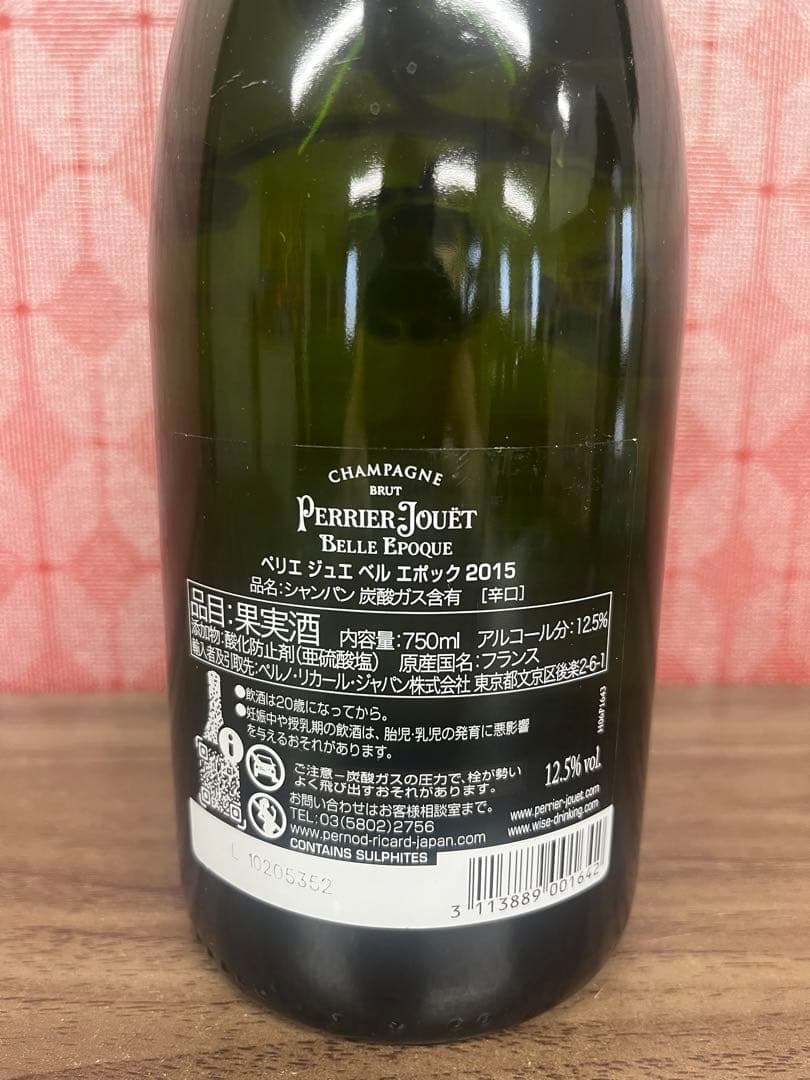 CHAMPAGNE
BRUT
PERRIER-JOUËT
BELLE EPOQUE
ペリエ ジュエ ベル エポック 2015
品名:シャンパン 炭酸ガス含有 [辛口]
品目:果実酒 内容量:750ml アルコール分:12.5%
添加物:酸化防止剤(亜硫酸塩) 原産国名:フランス
輸入者及引取先:ペルノ・リカール・ジャパン株式会社 東京都文京区後楽2-6-1
●飲酒は20歳になってから。
●妊娠中や授乳期の飲酒は、胎児・乳児の発育に悪影響
を与えるおそれがあります。
H06P1643
ご注意-炭酸ガスの圧力で、栓が勢い
よく飛び出すおそれがあります。
12.5% vol.
お問い合わせはお客様相談室まで。
TEL:03(5802)2756
www.pernod-ricard-japan.com
www.perrier-jouet.com
www.wise-drinking.com
CONTAINS SULPHITES
L 10205352
3 113889 001642